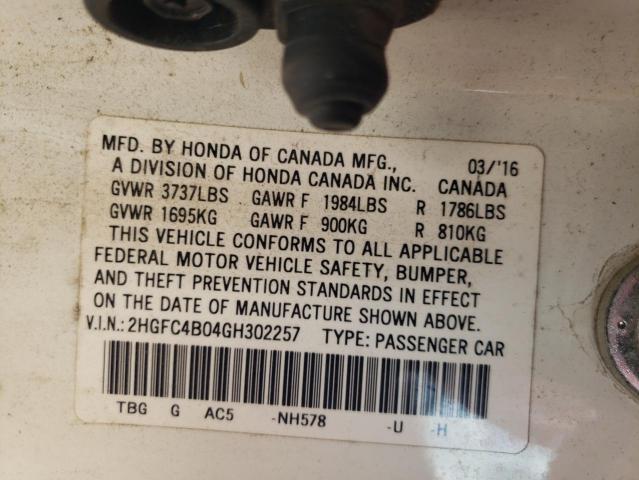 MFD. BY HONDA OF CANADA MFG., 03/'16
A DIVISION OF HONDA CANADA INC. CANADA
GVWR 3737LBS GAWR F 1984LBS R 1786LBS
GVWR 1695KG GAWR F 900KG R 810KG
THIS VEHICLE CONFORMS TO ALL APPLICABLE
FEDERAL MOTOR VEHICLE SAFETY, BUMPER,
AND THEFT PREVENTION STANDARDS IN EFFECT
ON THE DATE OF MANUFACTURE SHOWN ABOVE.
V.I.N.: 2HGFC4B04GH302257 TYPE: PASSENGER CAR
TBG G AC5 -NH578 -U -H